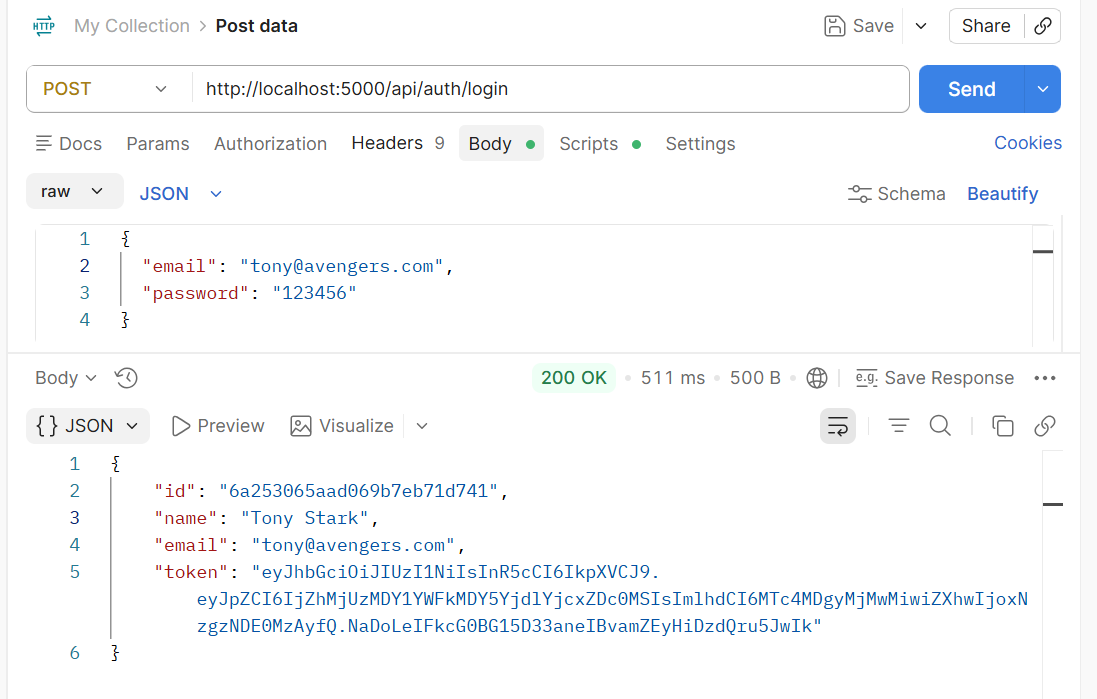 HTTP My Collection > Post data Save Share
POST http://localhost:5000/api/auth/login Send
Docs Params Authorization Headers 9 Body Scripts Settings Cookies
raw JSON Schema Beautify
1 {
2 "email": "tony@avengers.com",
3 "password": "123456"
4 }
Body 200 OK • 511 ms • 500 B • e.g. Save Response
{} JSON Preview Visualize
1 {
2 "id": "6a253065aad069b7eb71d741",
3 "name": "Tony Stark",
4 "email": "tony@avengers.com",
5 "token": "eyJhbGciOiJIUzI1NiIsInR5cCI6IkpXVCJ9.
eyJpZCI6IjZhMjUzMDY1YWFkMDY5YjdlYjcxZDc0MSIsImlhdCI6MTc4MDgyMjMwMiwiZXhwIjoxN
zgzNDE0MzAyfQ.NaDoLeIFkcG0BG15D33aneIBvamZEyHiDzdQru5JwIk"
6 }